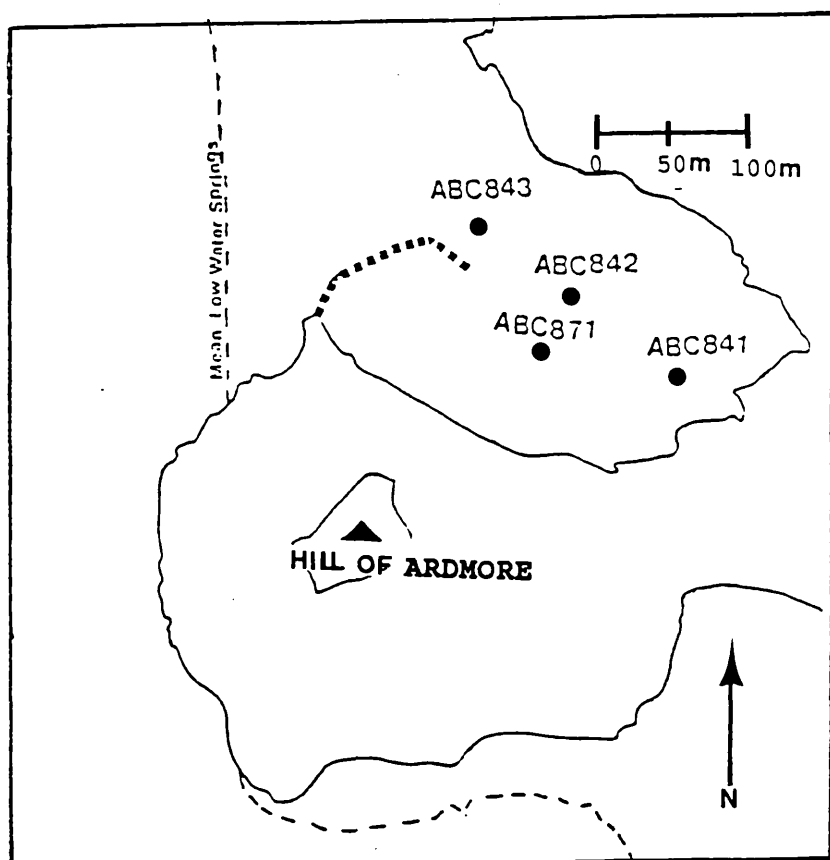 Mean Low Water Springs
0 50m 100m
ABC843
ABC842
ABC871
ABC841
HILL OF ARDMORE
N